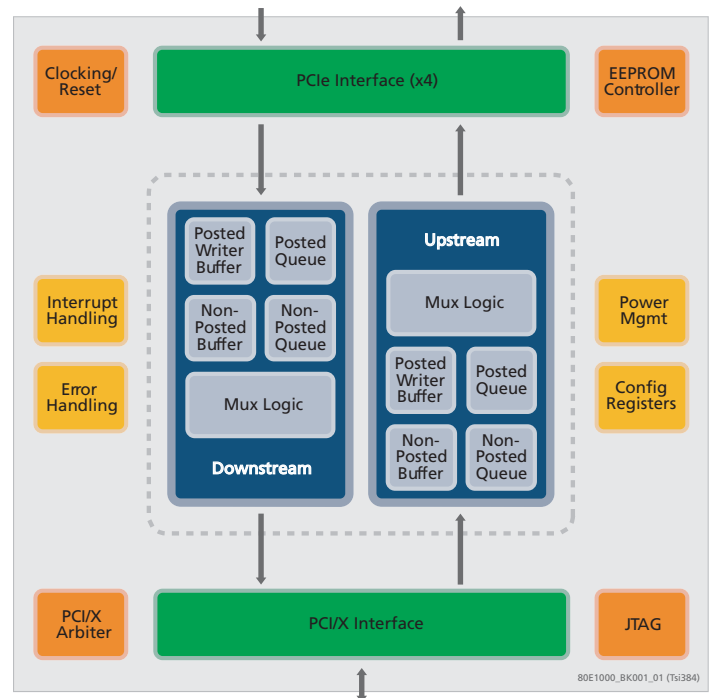 Clocking/
Reset
PCIe Interface (x4)
EEPROM
Controller
Posted
Writer
Buffer
Posted
Queue
Non-
Posted
Buffer
Non-
Posted
Queue
Mux Logic
Downstream
Upstream
Mux Logic
Posted
Writer
Buffer
Posted
Queue
Non-
Posted
Buffer
Non-
Posted
Queue
Interrupt
Handling
Error
Handling
Power
Mgmt
Config
Registers
PCI/X
Arbiter
PCI/X Interface
JTAG
80E1000_BK001_01 (Tsi384)